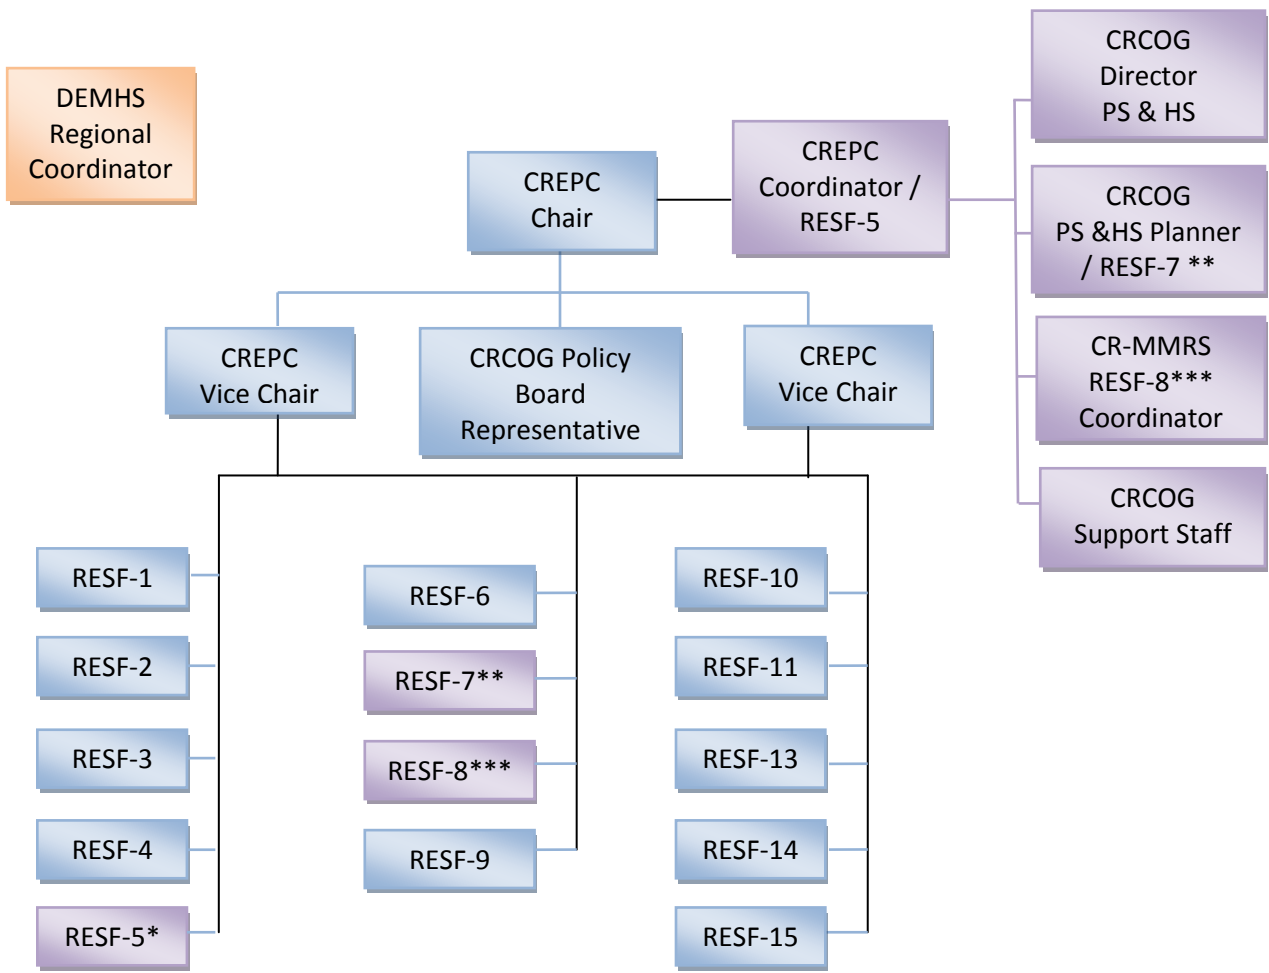 DEMHS
Regional
Coordinator
CREPC
Chair
CREPC
Coordinator /
RESF-5
CRCOG
Director
PS & HS
CRCOG
PS &HS Planner
/ RESF-7 **
CR-MMRS
RESF-8***
Coordinator
CRCOG
Support Staff
CREPC
Vice Chair
CRCOG Policy
Board
Representative
CREPC
Vice Chair
RESF-1
RESF-2
RESF-3
RESF-4
RESF-5*
RESF-6
RESF-7**
RESF-8***
RESF-9
RESF-10
RESF-11
RESF-13
RESF-14
RESF-15